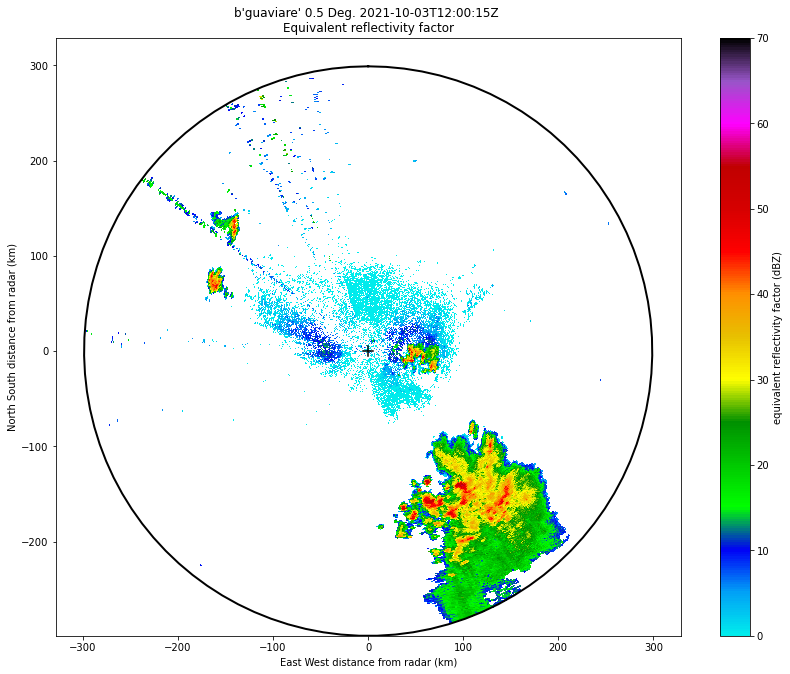 b'guaviare' 0.5 Deg. 2021-10-03T12:00:15Z
Equivalent reflectivity factor
300
200
100
0
−100
−200
North South distance from radar (km)
−300 −200 −100 0 100 200 300
East West distance from radar (km)
70
60
50
40
30
20
10
0
equivalent reflectivity factor (dBZ)